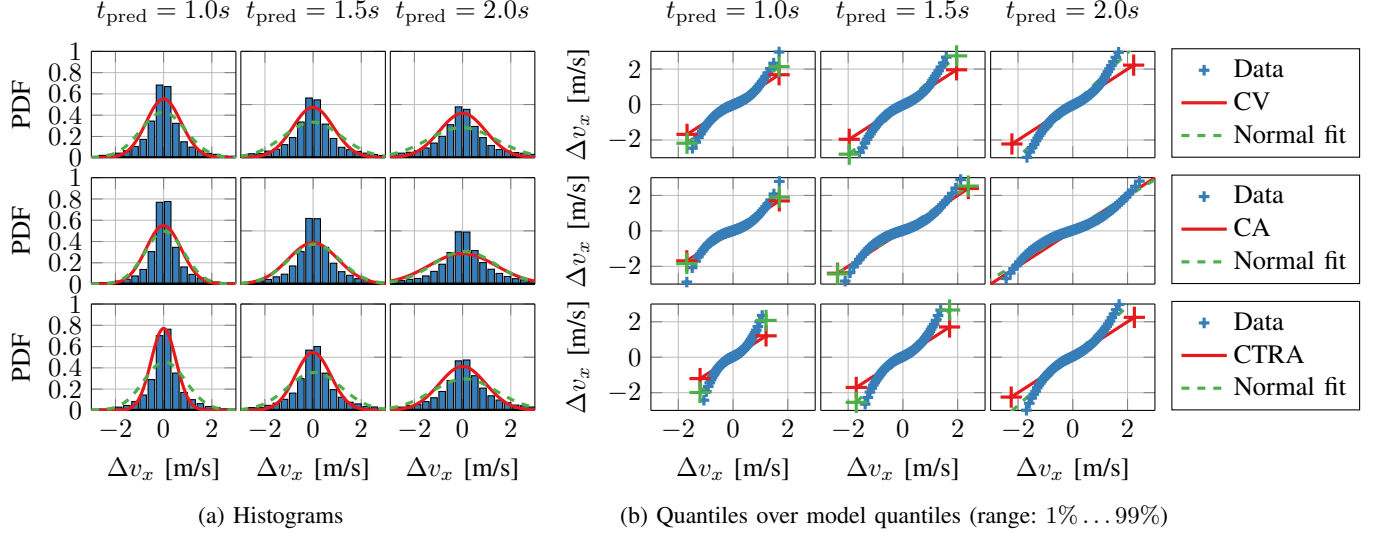 t_pred = 1.0s t_pred = 1.5s t_pred = 2.0s t_pred = 1.0s t_pred = 1.5s t_pred = 2.0s
PDF
1
0.8
0.6
0.4
0.2
0
Δv_x [m/s]
2
0
−2
Data
CV
Normal fit
PDF
1
0.8
0.6
0.4
0.2
0
Δv_x [m/s]
2
0
−2
Data
CA
Normal fit
PDF
1
0.8
0.6
0.4
0.2
0
Δv_x [m/s]
2
0
−2
Data
CTRA
Normal fit
−2 0 2 −2 0 2 −2 0 2 −2 0 2 −2 0 2 −2 0 2
Δv_x [m/s] Δv_x [m/s] Δv_x [m/s] Δv_x [m/s] Δv_x [m/s] Δv_x [m/s]
(a) Histograms
(b) Quantiles over model quantiles (range: 1% … 99%)